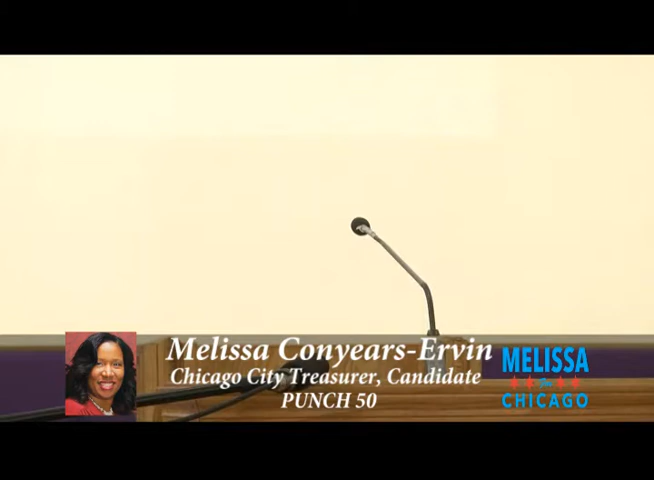 Melissa Conyears-Ervin
Chicago City Treasurer, Candidate
PUNCH 50
MELISSA
for
CHICAGO